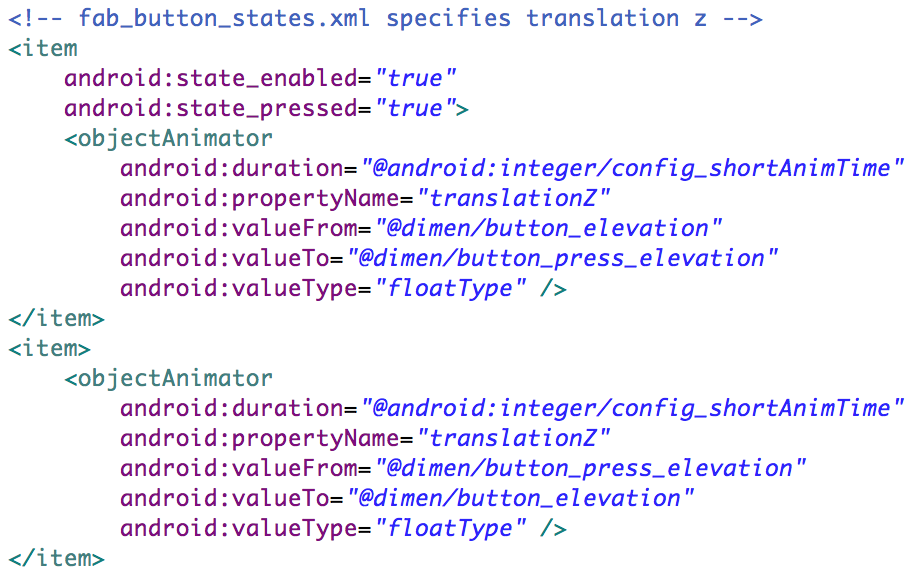 <!-- fab_button_states.xml specifies translation z -->
<item
    android:state_enabled="true"
    android:state_pressed="true">
    <objectAnimator
        android:duration="@android:integer/config_shortAnimTime"
        android:propertyName="translationZ"
        android:valueFrom="@dimen/button_elevation"
        android:valueTo="@dimen/button_press_elevation"
        android:valueType="floatType" />
</item>
<item>
    <objectAnimator
        android:duration="@android:integer/config_shortAnimTime"
        android:propertyName="translationZ"
        android:valueFrom="@dimen/button_press_elevation"
        android:valueTo="@dimen/button_elevation"
        android:valueType="floatType" />
</item>